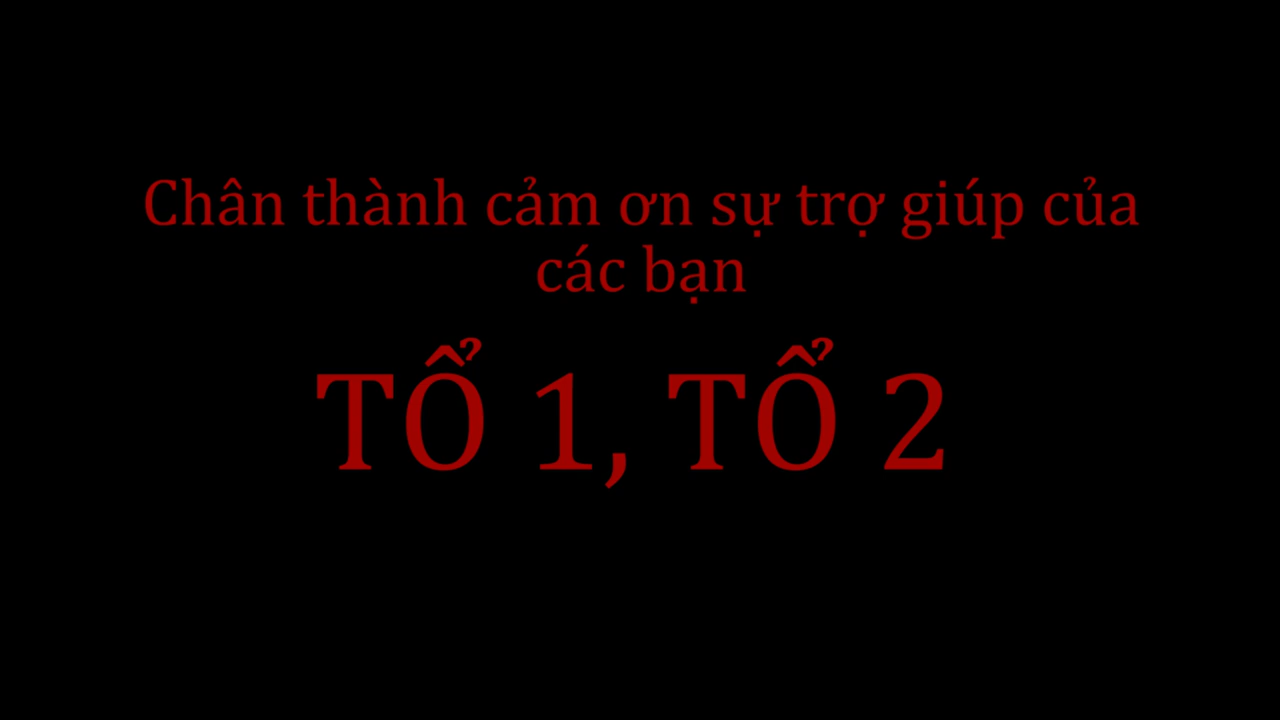 Chân thành cảm ơn sự trợ giúp của
các bạn
TỔ 1, TỔ 2